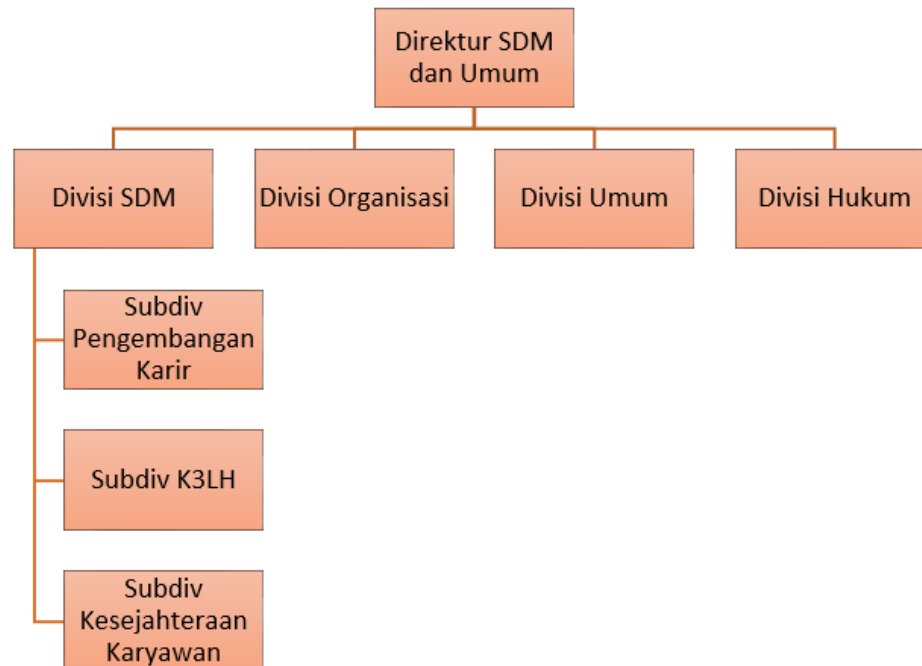 Direktur SDM
dan Umum
Divisi SDM
Divisi Organisasi
Divisi Umum
Divisi Hukum
Subdiv
Pengembangan
Karir
Subdiv K3LH
Subdiv
Kesejahteraan
Karyawan